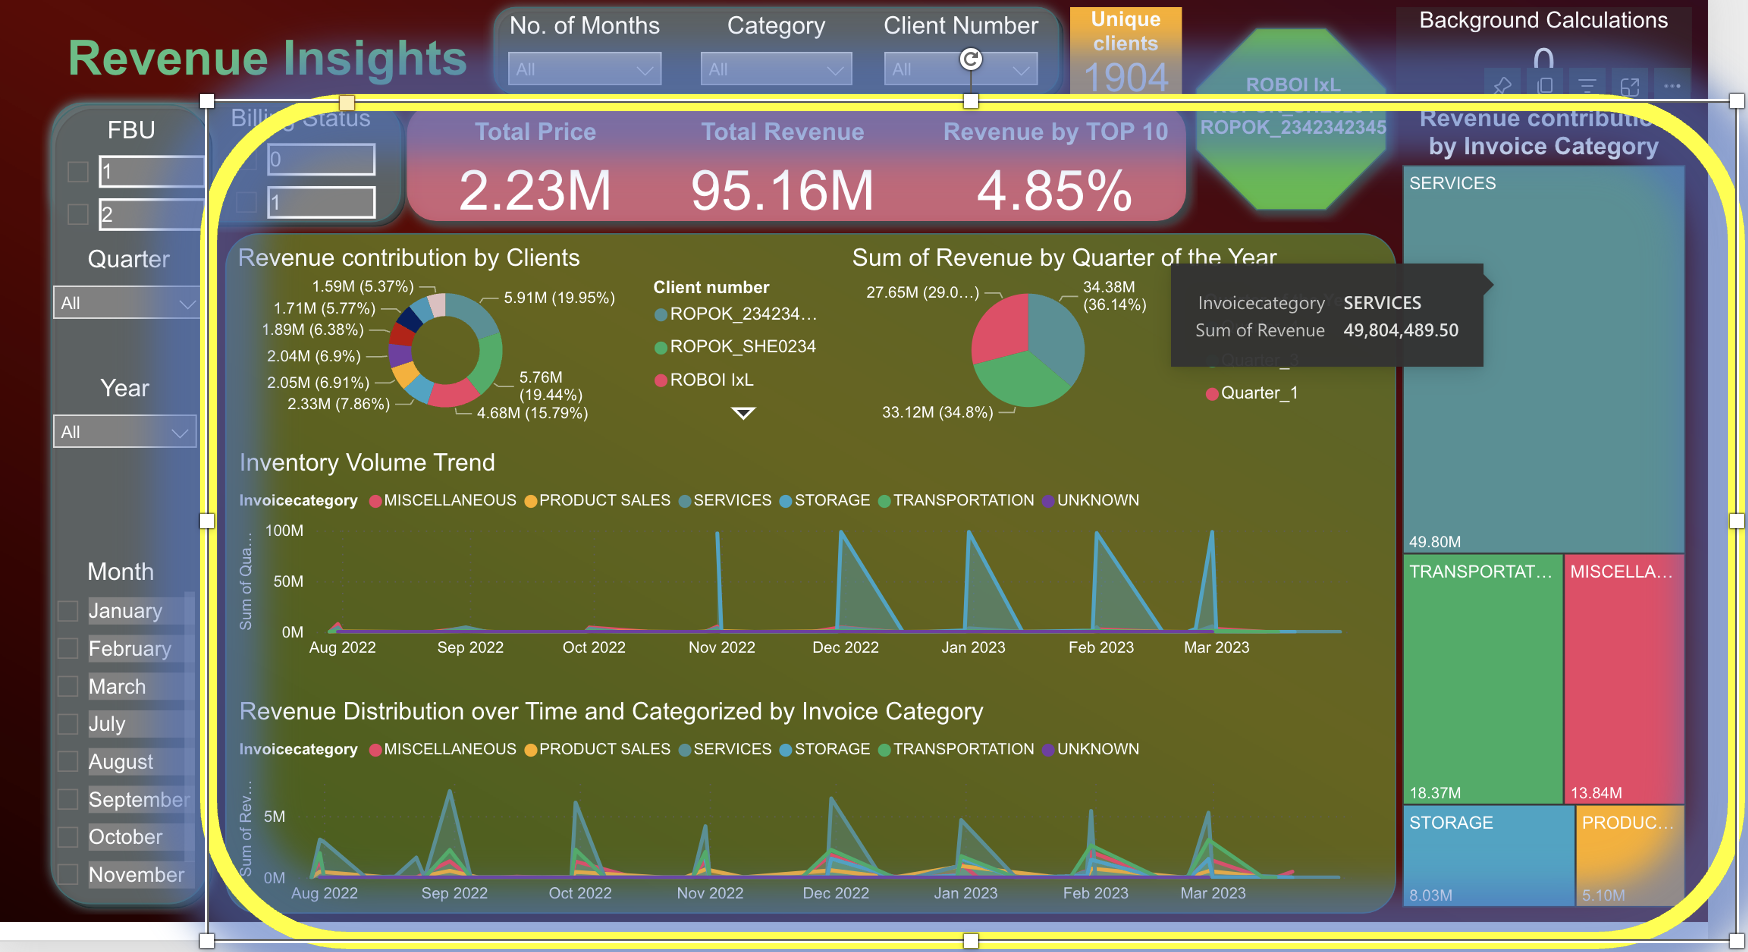 Revenue Insights
No. of Months
All
Category
All
Client Number
All
Unique
clients
1904
ROBOI IxL
ROPOK_2342342345
Background Calculations
0
FBU
1
2
Quarter
All
Year
All
Month
January
February
March
July
August
September
October
November
Billing Status
0
1
Total Price
2.23M
Total Revenue
95.16M
Revenue by TOP 10
4.85%
Revenue contribution by Clients
1.59M (5.37%)
1.71M (5.77%)
1.89M (6.38%)
2.04M (6.9%)
2.05M (6.91%)
2.33M (7.86%)
5.91M (19.95%)
5.76M
(19.44%)
4.68M (15.79%)
Client number
ROPOK_234234...
ROPOK_SHE0234
ROBOI IxL
Sum of Revenue by Quarter of the Year
27.65M (29.0...)
34.38M
(36.14%)
33.12M (34.8%)
Quarter_3
Quarter_1
Invoicecategory SERVICES
Sum of Revenue 49,804,489.50
Inventory Volume Trend
Invoicecategory MISCELLANEOUS PRODUCT SALES SERVICES STORAGE TRANSPORTATION UNKNOWN
Sum of Qua...
100M
50M
0M
Aug 2022 Sep 2022 Oct 2022 Nov 2022 Dec 2022 Jan 2023 Feb 2023 Mar 2023
Revenue Distribution over Time and Categorized by Invoice Category
Invoicecategory MISCELLANEOUS PRODUCT SALES SERVICES STORAGE TRANSPORTATION UNKNOWN
Sum of Rev...
5M
0M
Aug 2022 Sep 2022 Oct 2022 Nov 2022 Dec 2022 Jan 2023 Feb 2023 Mar 2023
Revenue contributio
by Invoice Category
SERVICES
49.80M
TRANSPORTAT...
18.37M
MISCELLA...
13.84M
STORAGE
8.03M
PRODUC...
5.10M